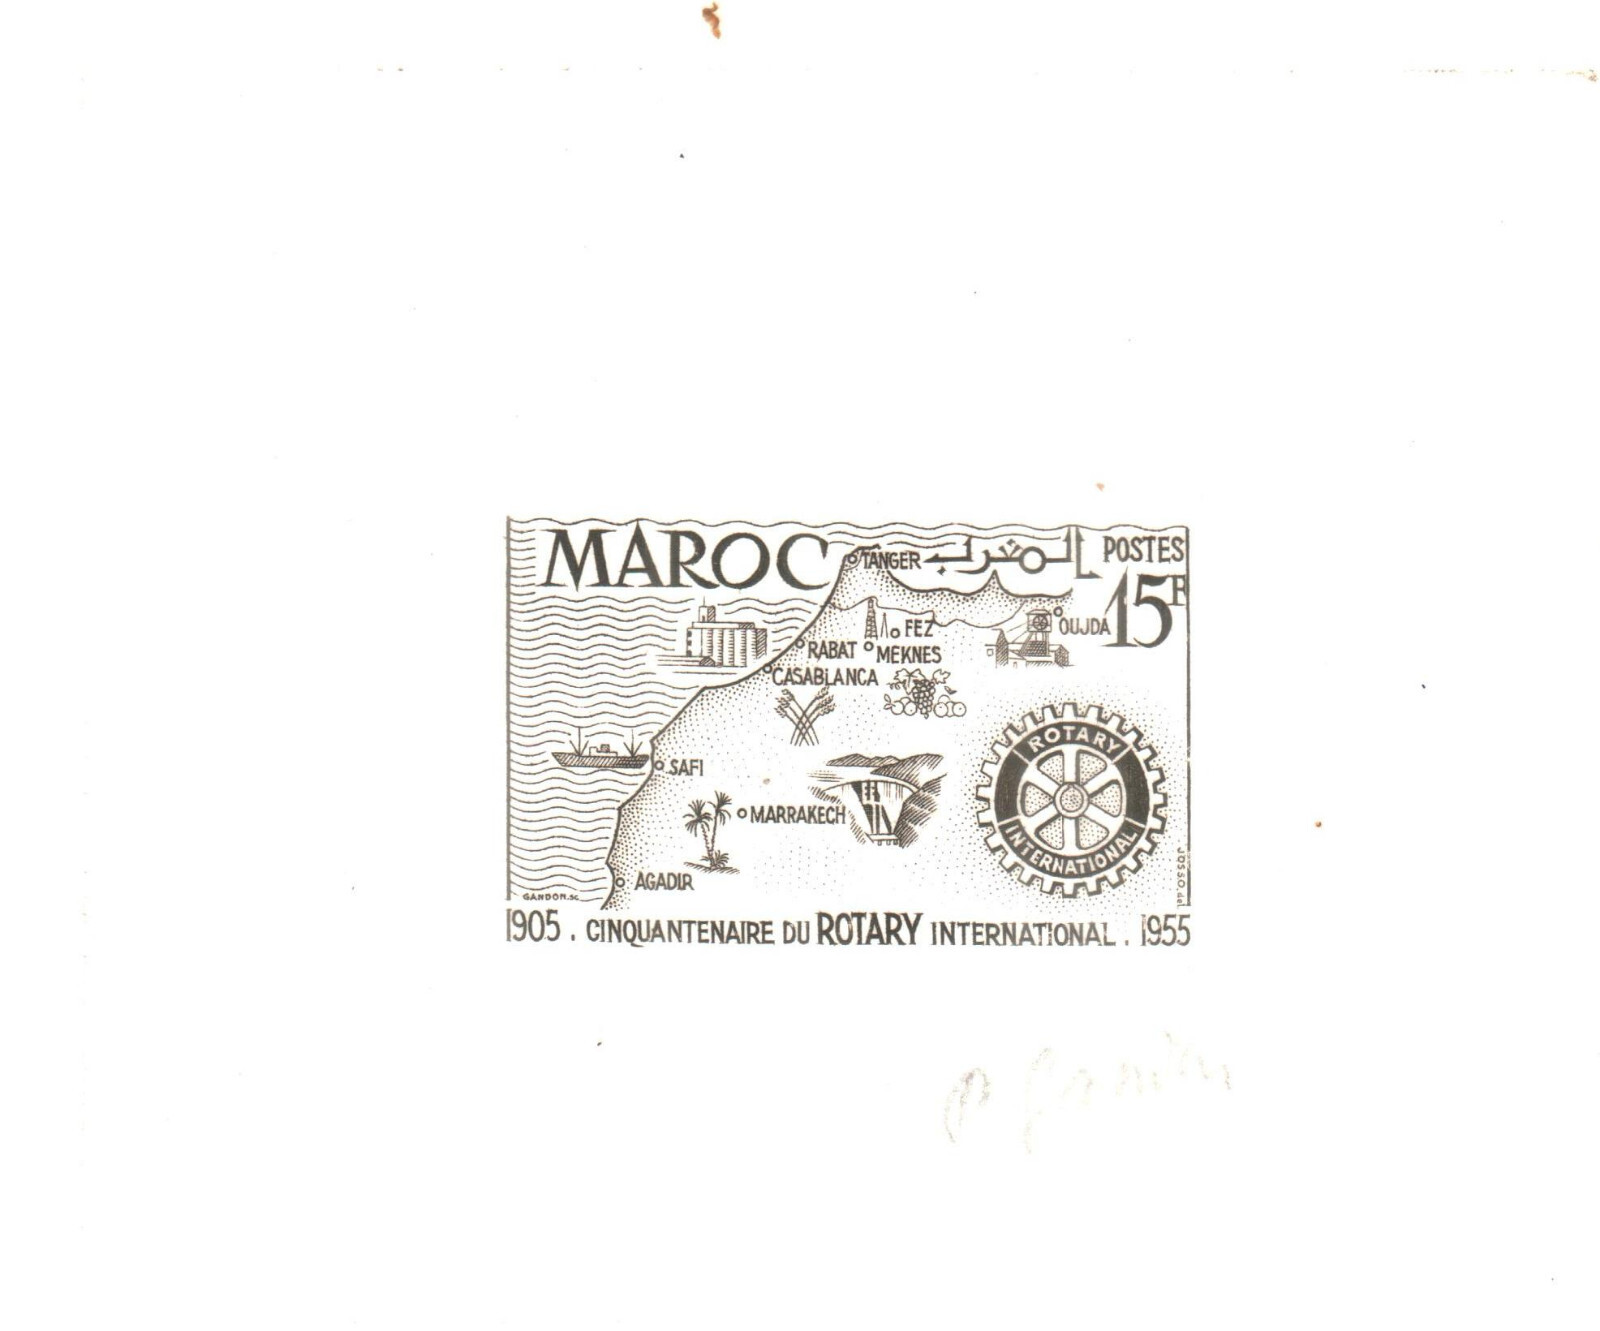 MAROC
المغرب
POSTES
15F
TANGER
FEZ
OUJDA
RABAT
MEKNES
CASABLANCA
SAFI
MARRAKECH
AGADIR
ROTARY
INTERNATIONAL
GANDON.sc
JOSSO.del
1905 . CINQUANTENAIRE DU ROTARY INTERNATIONAL . 1955
P Gandon